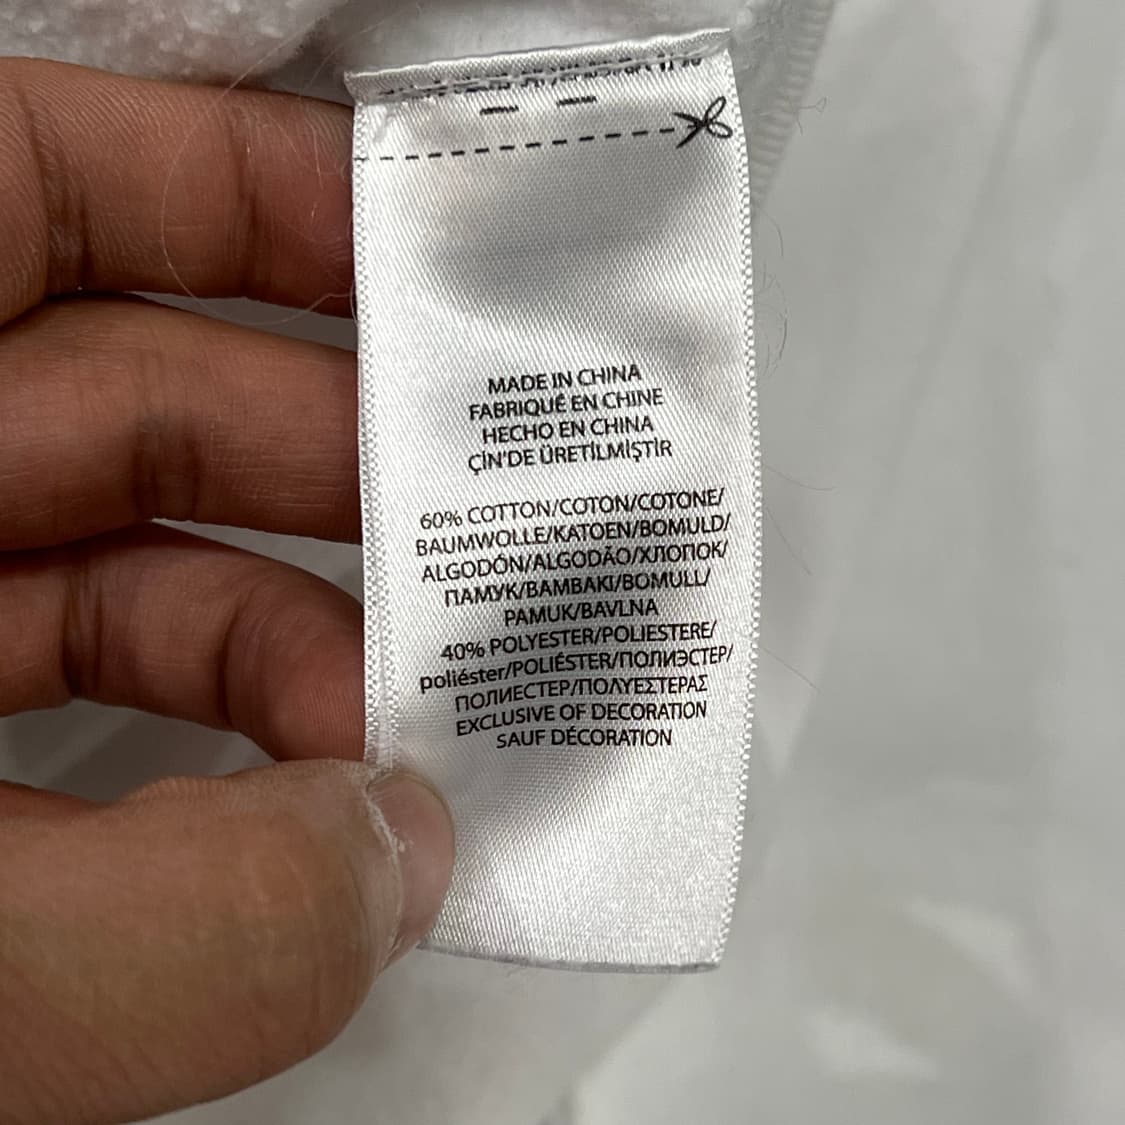 MADE IN CHINA
FABRIQUÉ EN CHINE
HECHO EN CHINA
ÇİN'DE ÜRETİLMİŞTİR
60% COTTON/COTON/COTONE/
BAUMWOLLE/KATOEN/BOMULD/
ALGODÓN/ALGODÃO/ХЛОПОК/
ПАМУК/ΒΑΜΒΑΚΙ/BOMULL/
PAMUK/BAVLNA
40% POLYESTER/POLIESTERE/
poliéster/POLIÉSTER/ПОЛИЭСТЕР/
ПОЛИЕСТЕР/ΠΟΛΥΕΣΤΕΡΑΣ
EXCLUSIVE OF DECORATION
SAUF DÉCORATION